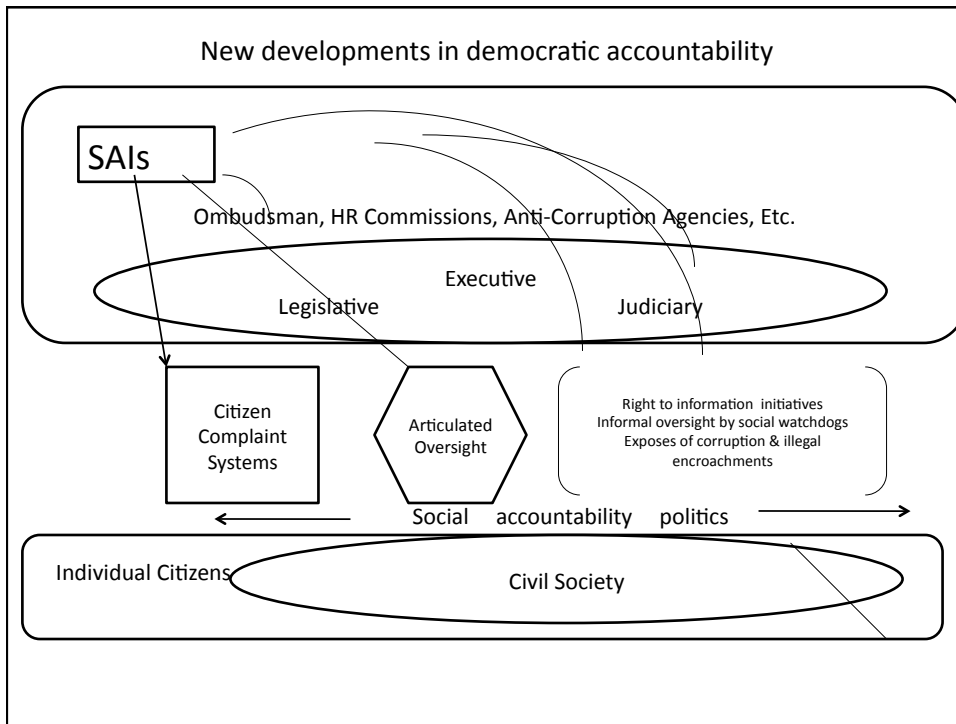 New developments in democratic accountability
SAIs
Ombudsman, HR Commissions, Anti-Corruption Agencies, Etc.
Executive
Legislative
Judiciary
Citizen
Complaint
Systems
Articulated
Oversight
Right to information initiatives
Informal oversight by social watchdogs
Exposes of corruption & illegal
encroachments
Social accountability politics
Individual Citizens
Civil Society